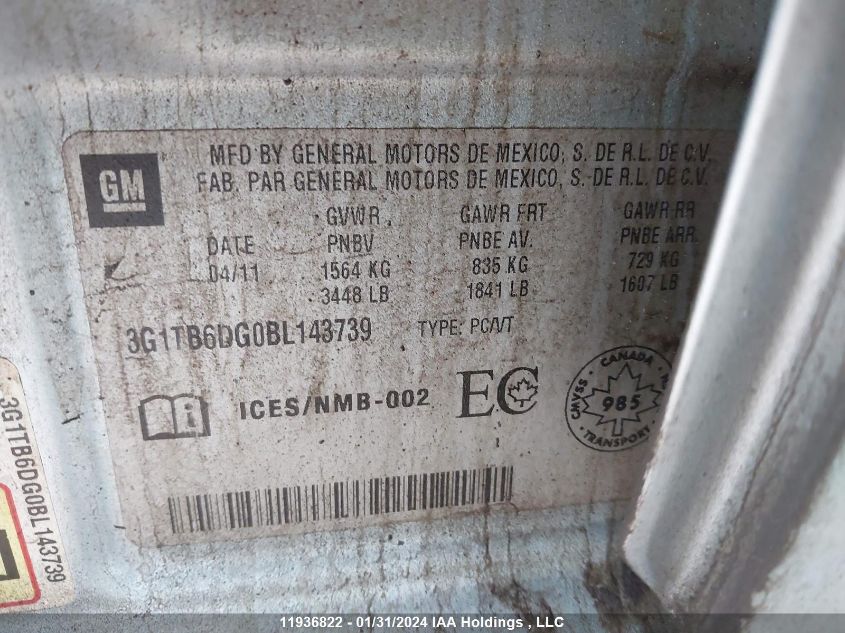 GM
MFD BY GENERAL MOTORS DE MEXICO, S. DE R.L. DE C.V.
FAB. PAR GENERAL MOTORS DE MEXICO, S. DE R.L. DE C.V.
GVWR GAWR FRT GAWR RR
DATE PNBV PNBE AV. PNBE ARR.
04/11 1564 KG 835 KG 729 KG
3448 LB 1841 LB 1607 LB
3G1TB6DG0BL143739 TYPE: PC/VT
i ICES/NMB-002 EC
CANADA
985
TRANSPORT
CMVSS
3G1TB6DG0BL143739
11936822 - 01/31/2024 IAA Holdings , LLC